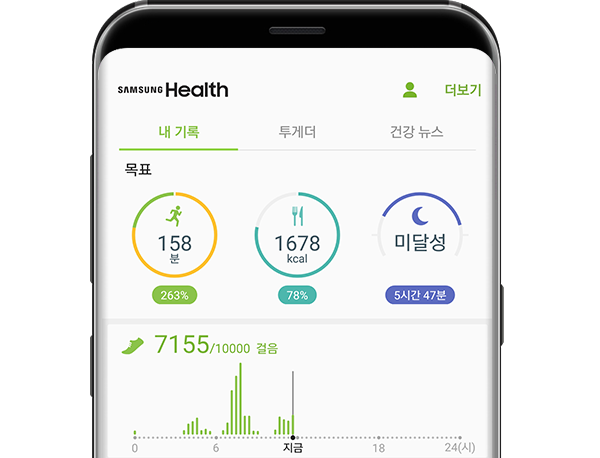 SAMSUNG Health 더보기
내 기록 투게더 건강 뉴스
목표
158 1678 미달성
분 kcal
263% 78% 5시간 47분
7155/10000 걸음
0 6 지금 18 24(시)